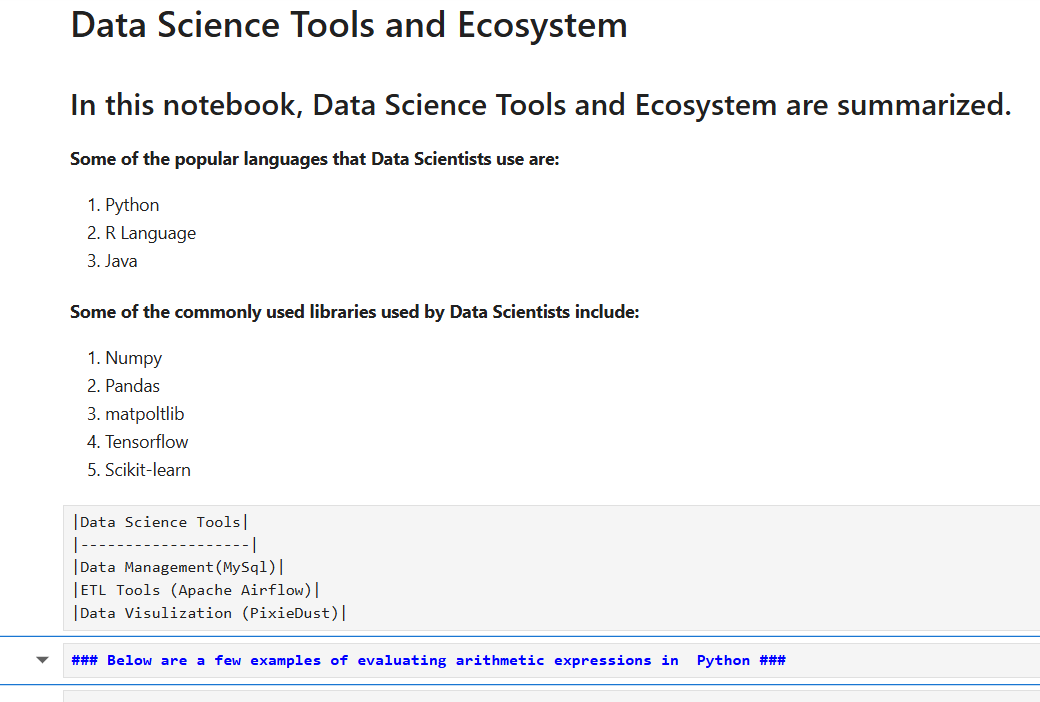 Data Science Tools and Ecosystem
In this notebook, Data Science Tools and Ecosystem are summarized.
Some of the popular languages that Data Scientists use are:
1. Python
2. R Language
3. Java
Some of the commonly used libraries used by Data Scientists include:
1. Numpy
2. Pandas
3. matpoltlib
4. Tensorflow
5. Scikit-learn
|Data Science Tools|
|-------------------|
|Data Management(MySql)|
|ETL Tools (Apache Airflow)|
|Data Visulization (PixieDust)|
### Below are a few examples of evaluating arithmetic expressions in  Python ###